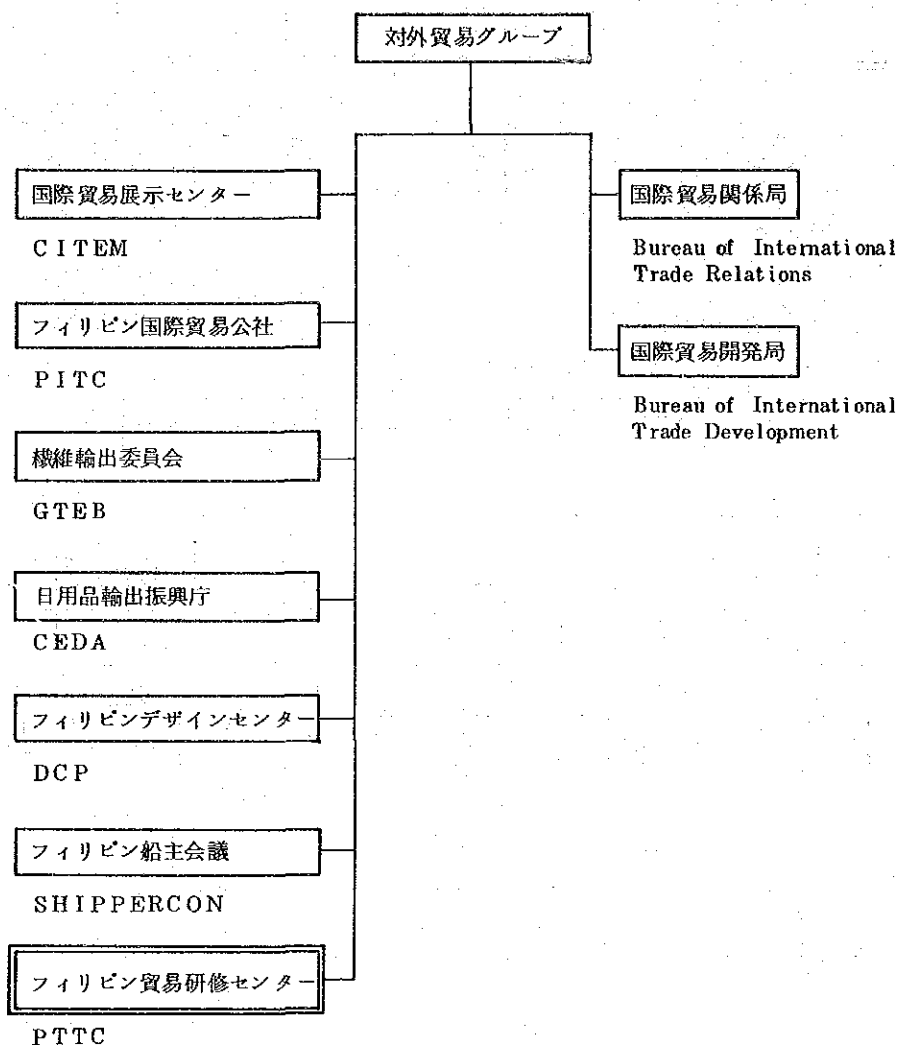 対外貿易グループ
国際貿易展示センター
CITEM
フィリピン国際貿易公社
PITC
繊維輸出委員会
GTEB
日用品輸出振興庁
CEDA
フィリピンデザインセンター
DCP
フィリピン船主会議
SHIPPERCON
フィリピン貿易研修センター
PTTC
国際貿易関係局
Bureau of International
Trade Relations
国際貿易開発局
Bureau of International
Trade Development